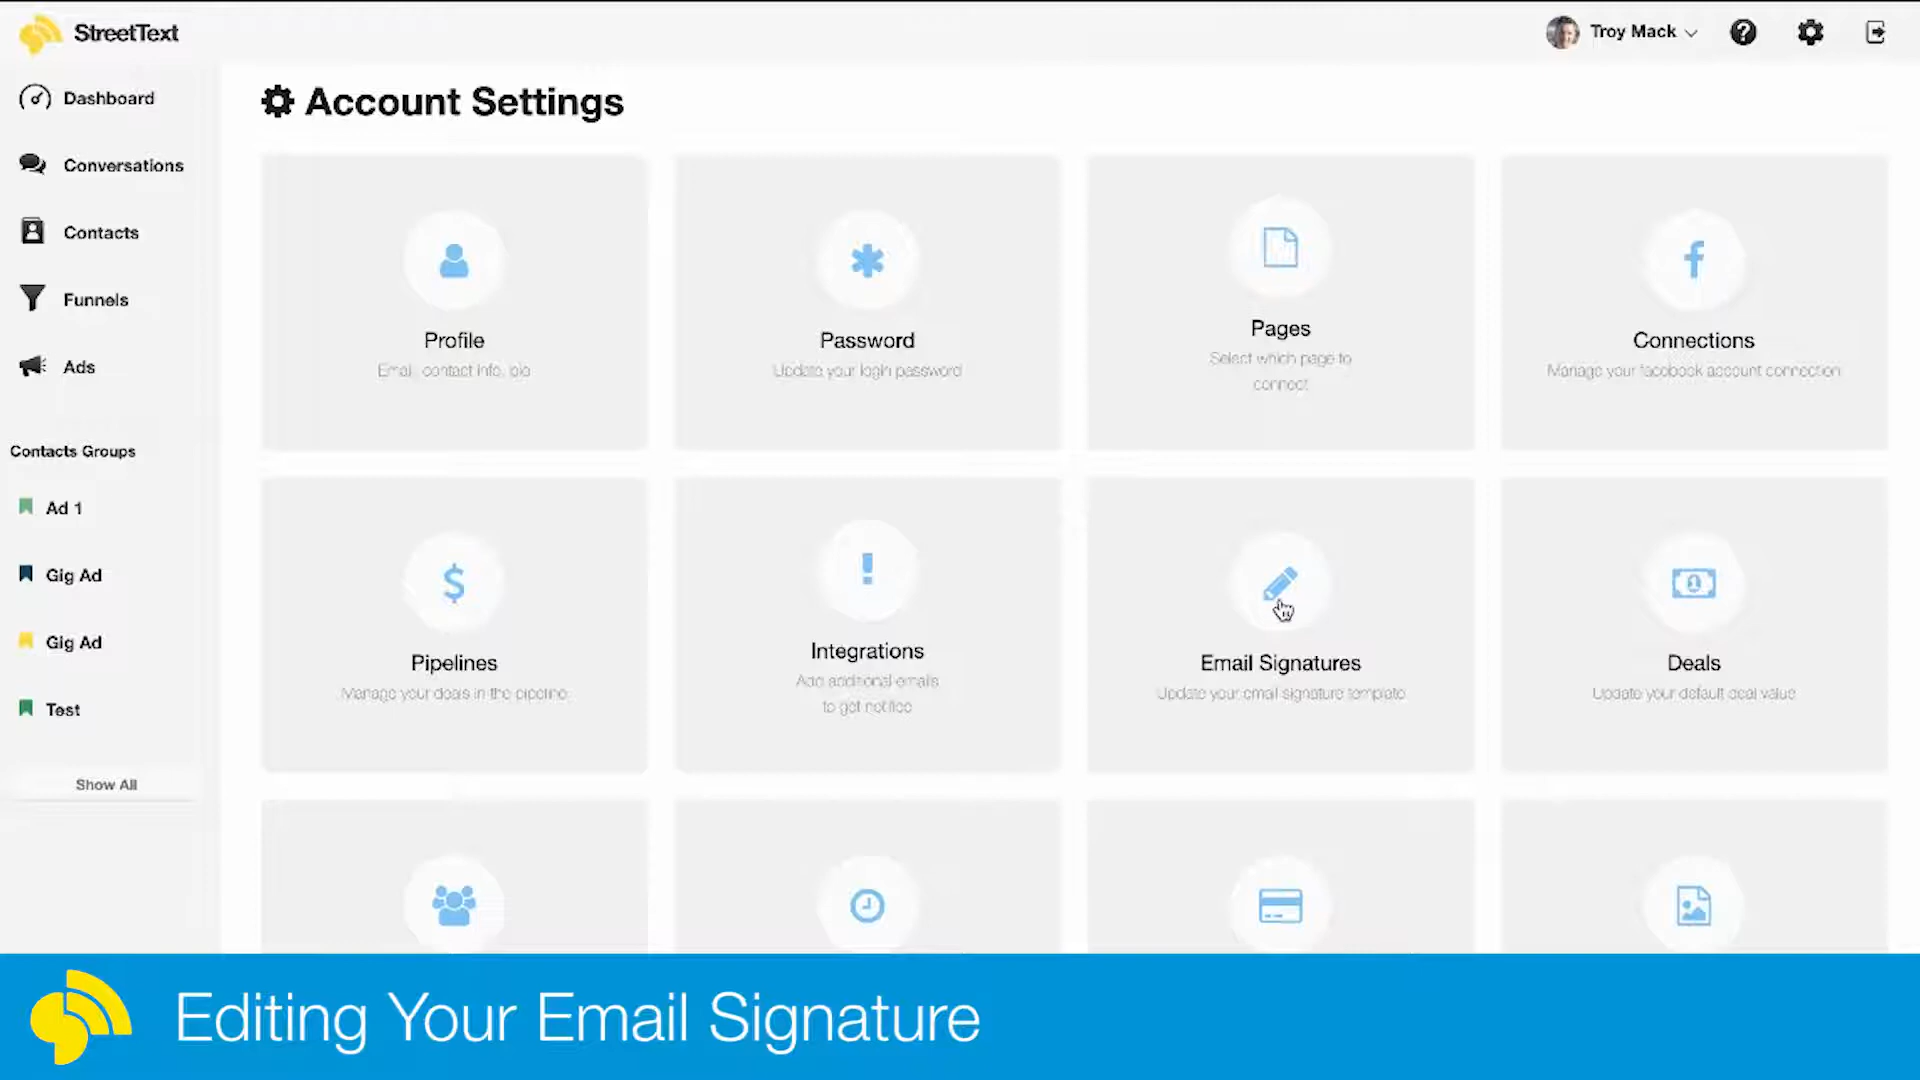 StreetText
Troy Mack
Dashboard
Conversations
Contacts
Funnels
Ads
Contacts Groups
Ad 1
Gig Ad
Gig Ad
Test
Show All
Account Settings
Profile
Email, contact info, bio
Password
Update your login password
Pages
Select which page to
connect
Connections
Manage your facebook account connection
Pipelines
Manage your deals in the pipeline
Integrations
Add additional emails
to get notified
Email Signatures
Update your email signature template
Deals
Update your default deal value
Editing Your Email Signature